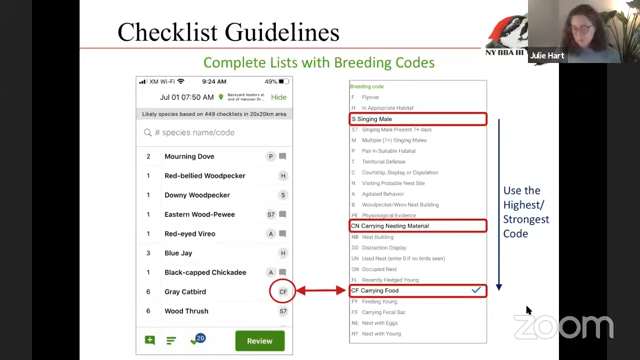 Checklist Guidelines
NY BBA III
Julie Hart
Complete Lists with Breeding Codes
XM Wi-Fi
9:24 AM
49%
Jul 01 07:50 AM
Backyard-feeders at
end of hanover Dr...
Hide
Likely species based on 449 checklists in 20x20km area
# species name/code
2 Mourning Dove P
1 Red-bellied Woodpecker H
1 Downy Woodpecker S
1 Eastern Wood-Pewee S7
1 Red-eyed Vireo A
3 Blue Jay H
1 Black-capped Chickadee A
6 Gray Catbird CF
6 Wood Thrush S7
20
Review
Breeding code
F Flyover
H In Appropriate Habitat
S Singing Male
S7 Singing Male Present 7+ days
M Multiple (7+) Singing Males
P Pair in Suitable Habitat
T Territorial Defense
C Courtship, Display, or Copulation
N Visiting Probable Nest Site
A Agitated Behavior
B Woodpecker/Wren Nest Building
PE Physiological Evidence
CN Carrying Nesting Material
NB Nest Building
DD Distraction Display
UN Used Nest (enter 0 if no birds seen)
ON Occupied Nest
FL Recently Fledged Young
CF Carrying Food
FY Feeding Young
FS Carrying Fecal Sac
NE Nest with Eggs
NY Nest with Young
Use the
Highest/
Strongest
Code
zoom